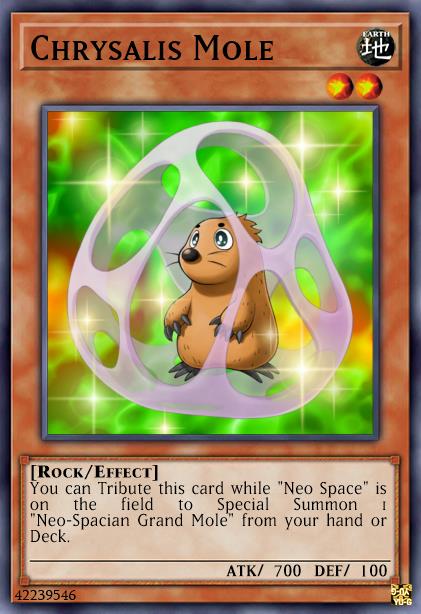 Chrysalis Mole
EARTH
地
[Rock/Effect]
You can Tribute this card while "Neo Space" is
on the field to Special Summon 1
"Neo-Spacian Grand Mole" from your hand or
Deck.
ATK/ 700 DEF/ 100
42239546